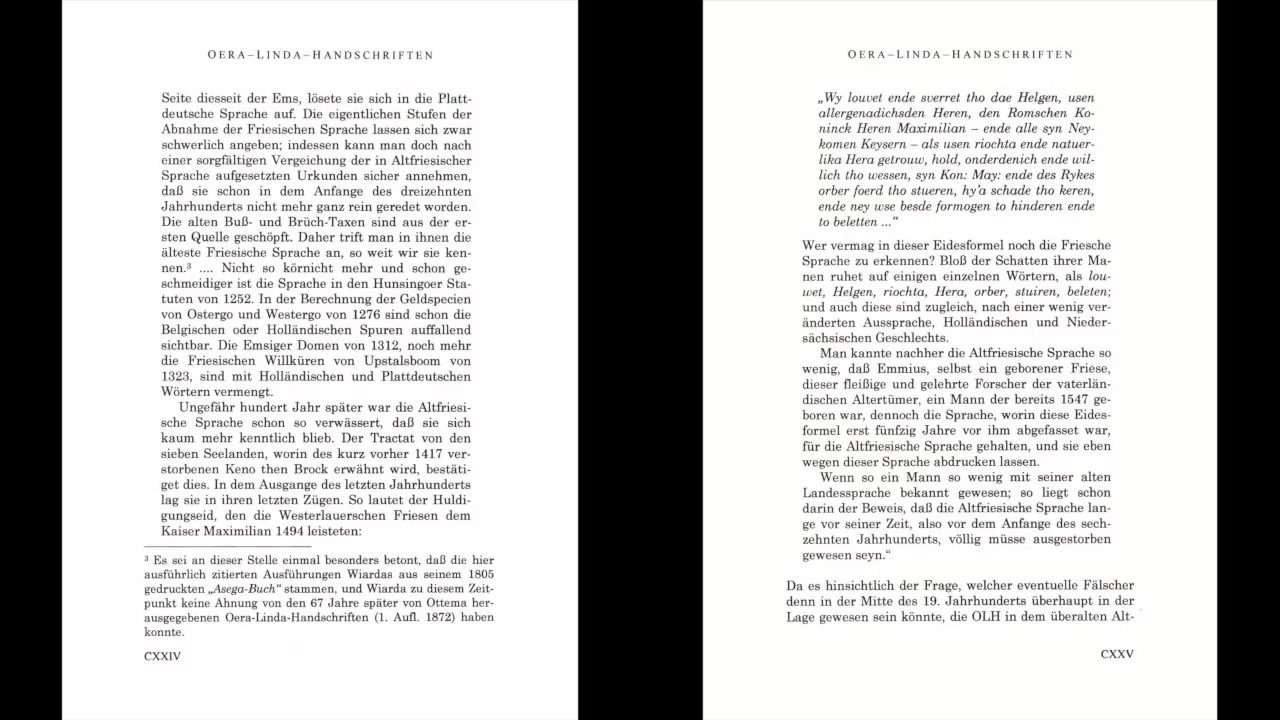 OERA–LINDA–HANDSCHRIFTEN
Seite diesseit der Ems, lösete sie sich in die Platt-
deutsche Sprache auf. Die eigentlichen Stufen der
Abnahme der Friesischen Sprache lassen sich zwar
schwerlich angeben; indessen kann man doch nach
einer sorgfältigen Vergeichung der in Altfriesischer
Sprache aufgesetzten Urkunden sicher annehmen,
daß sie schon in dem Anfange des dreizehnten
Jahrhunderts nicht mehr ganz rein geredet worden.
Die alten Buß- und Brüch-Taxen sind aus der er-
sten Quelle geschöpft. Daher trift man in ihnen die
älteste Friesische Sprache an, so weit wir sie ken-
nen.³ .... Nicht so körnicht mehr und schon ge-
schmeidiger ist die Sprache in den Hunsingoer Sta-
tuten von 1252. In der Berechnung der Geldspecien
von Ostergo und Westergo von 1276 sind schon die
Belgischen oder Holländischen Spuren auffallend
sichtbar. Die Emsiger Domen von 1312, noch mehr
die Friesischen Willküren von Upstalsboom von
1323, sind mit Holländischen und Plattdeutschen
Wörtern vermengt.
Ungefähr hundert Jahr später war die Altfriesi-
sche Sprache schon so verwässert, daß sie sich
kaum mehr kenntlich blieb. Der Tractat von den
sieben Seelanden, worin des kurz vorher 1417 ver-
storbenen Keno then Brock erwähnt wird, bestäti-
get dies. In dem Ausgange des letzten Jahrhunderts
lag sie in ihren letzten Zügen. So lautet der Huldi-
gungseid, den die Westerlauerschen Friesen dem
Kaiser Maximilian 1494 leisteten:
³ Es sei an dieser Stelle einmal besonders betont, daß die hier
ausführlich zitierten Ausführungen Wiardas aus seinem 1805
gedruckten „Asega-Buch“ stammen, und Wiarda zu diesem Zeit-
punkt keine Ahnung von den 67 Jahre später von Ottema her-
ausgegebenen Oera-Linda-Handschriften (1. Aufl. 1872) haben
konnte.
CXXIV
OERA–LINDA–HANDSCHRIFTEN
„Wy louvet ende sverret tho dae Helgen, usen
allergenadichsden Heren, den Romschen Ko-
ninck Heren Maximilian – ende alle syn Ney-
komen Keysern – als usen riochta ende natuer-
lika Hera getrouw, hold, onderdenich ende wil-
lich tho wessen, syn Kon: May: ende des Rykes
orber foerd tho stueren, hy'a schade tho keren,
ende ney wse besde formogen to hinderen ende
to beletten ...“
Wer vermag in dieser Eidesformel noch die Friesche
Sprache zu erkennen? Bloß der Schatten ihrer Ma-
nen ruhet auf einigen einzelnen Wörtern, als lou-
wet, Helgen, riochta, Hera, orber, stuiren, beleten;
und auch diese sind zugleich, nach einer wenig ver-
änderten Aussprache, Holländischen und Nieder-
sächsischen Geschlechts.
Man kannte nachher die Altfriesische Sprache so
wenig, daß Emmius, selbst ein geborener Friese,
dieser fleißige und gelehrte Forscher der vaterlän-
dischen Altertümer, ein Mann der bereits 1547 ge-
boren war, dennoch die Sprache, worin diese Eides-
formel erst fünfzig Jahre vor ihm abgefasset war,
für die Altfriesische Sprache gehalten, und sie eben
wegen dieser Sprache abdrucken lassen.
Wenn so ein Mann so wenig mit seiner alten
Landessprache bekannt gewesen; so liegt schon
darin der Beweis, daß die Altfriesische Sprache lan-
ge vor seiner Zeit, also vor dem Anfange des sech-
zehnten Jahrhunderts, völlig müsse ausgestorben
gewesen seyn.“
Da es hinsichtlich der Frage, welcher eventuelle Fälscher
denn in der Mitte des 19. Jahrhunderts überhaupt in der
Lage gewesen sein könnte, die OLH in dem überalten Alt-
CXXV